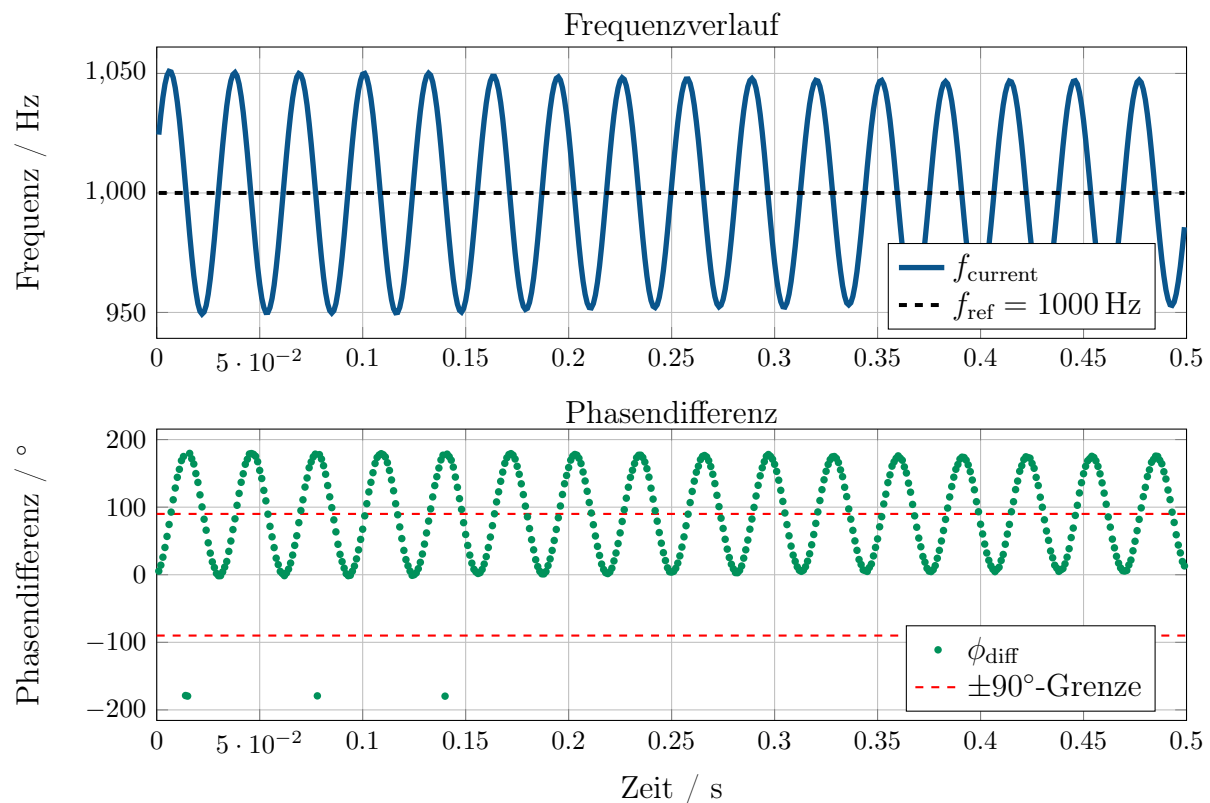 Frequenzverlauf
Frequenz / Hz
1,050
1,000
950
f_current
f_ref = 1000 Hz
0 5 · 10⁻² 0.1 0.15 0.2 0.25 0.3 0.35 0.4 0.45 0.5
Phasendifferenz
Phasendifferenz / °
200
100
0
−100
−200
ϕ_diff
±90°-Grenze
0 5 · 10⁻² 0.1 0.15 0.2 0.25 0.3 0.35 0.4 0.45 0.5
Zeit / s